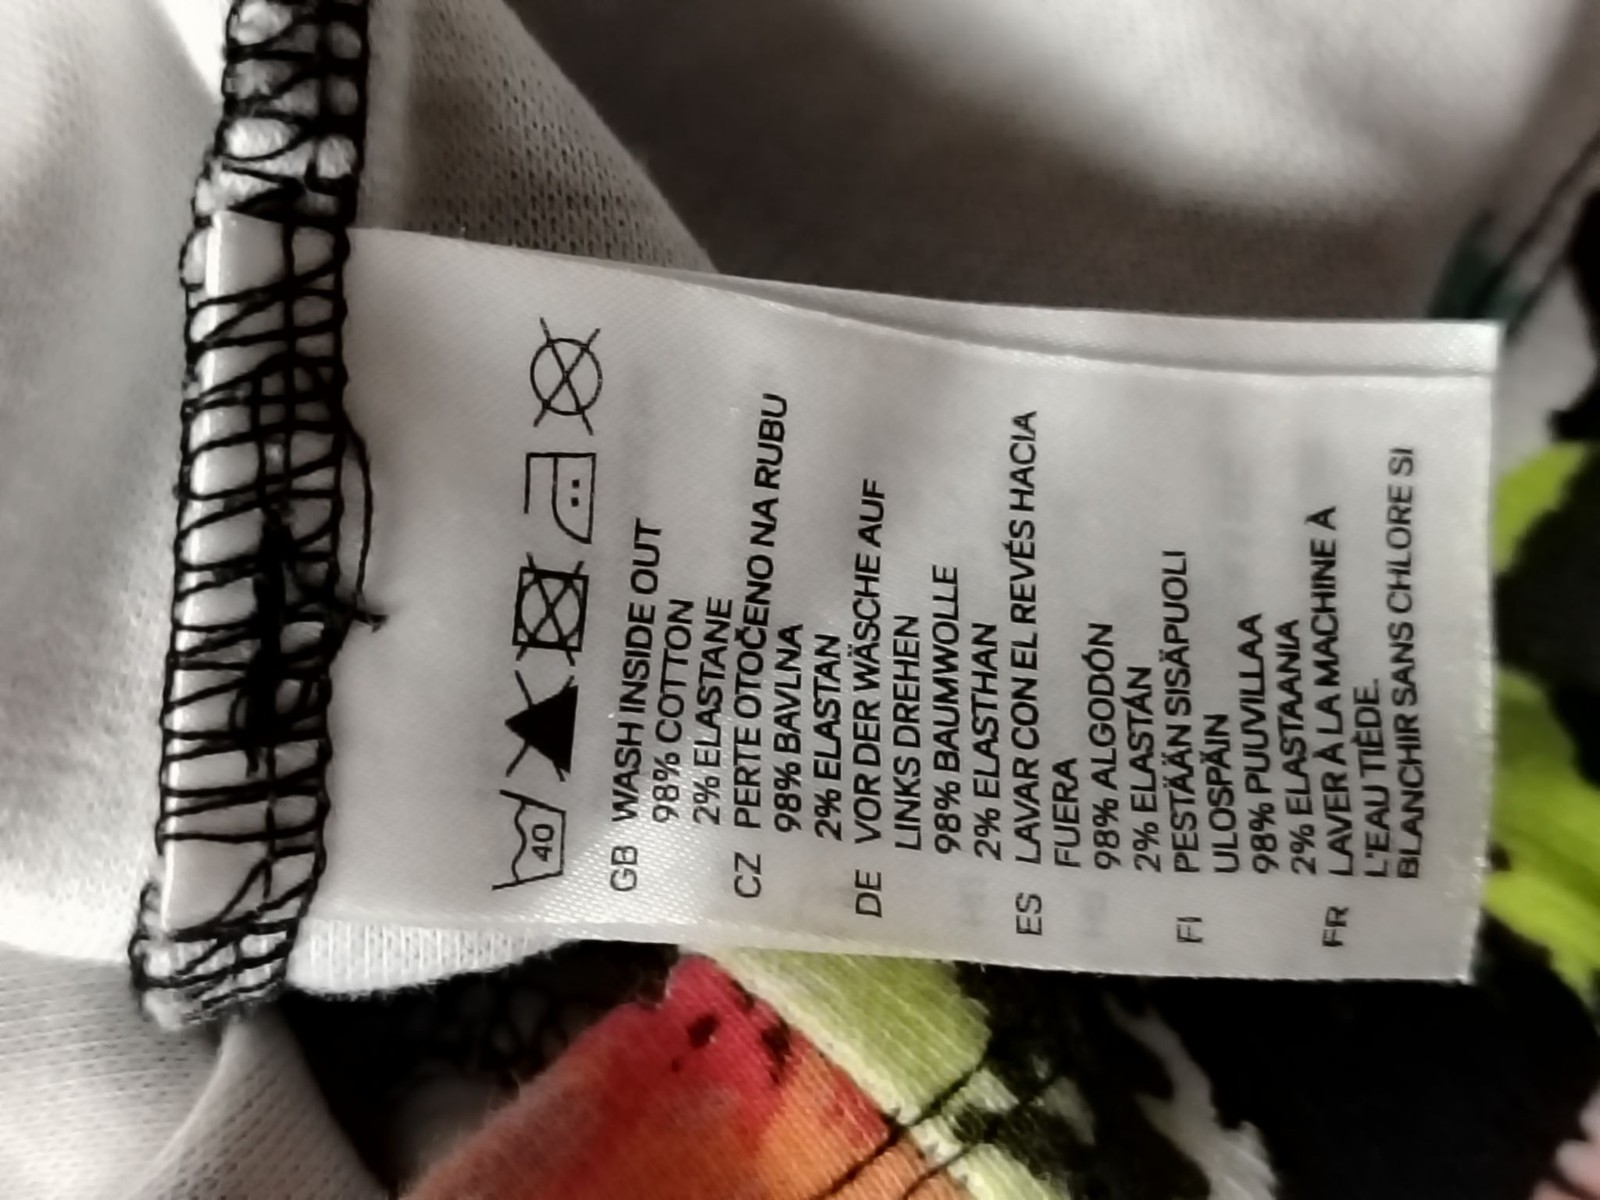 40
GB WASH INSIDE OUT
98% COTTON
2% ELASTANE
CZ PERTE OTOČENO NA RUBU
98% BAVLNA
2% ELASTAN
DE VOR DER WÄSCHE AUF
LINKS DREHEN
98% BAUMWOLLE
2% ELASTHAN
ES LAVAR CON EL REVÉS HACIA
FUERA
98% ALGODÓN
2% ELASTÁN
FI PESTÄÄN SISÄPUOLI
ULOSPÄIN
98% PUUVILLAA
2% ELASTAANIA
FR LAVER À LA MACHINE À
L'EAU TIÈDE.
BLANCHIR SANS CHLORE SI